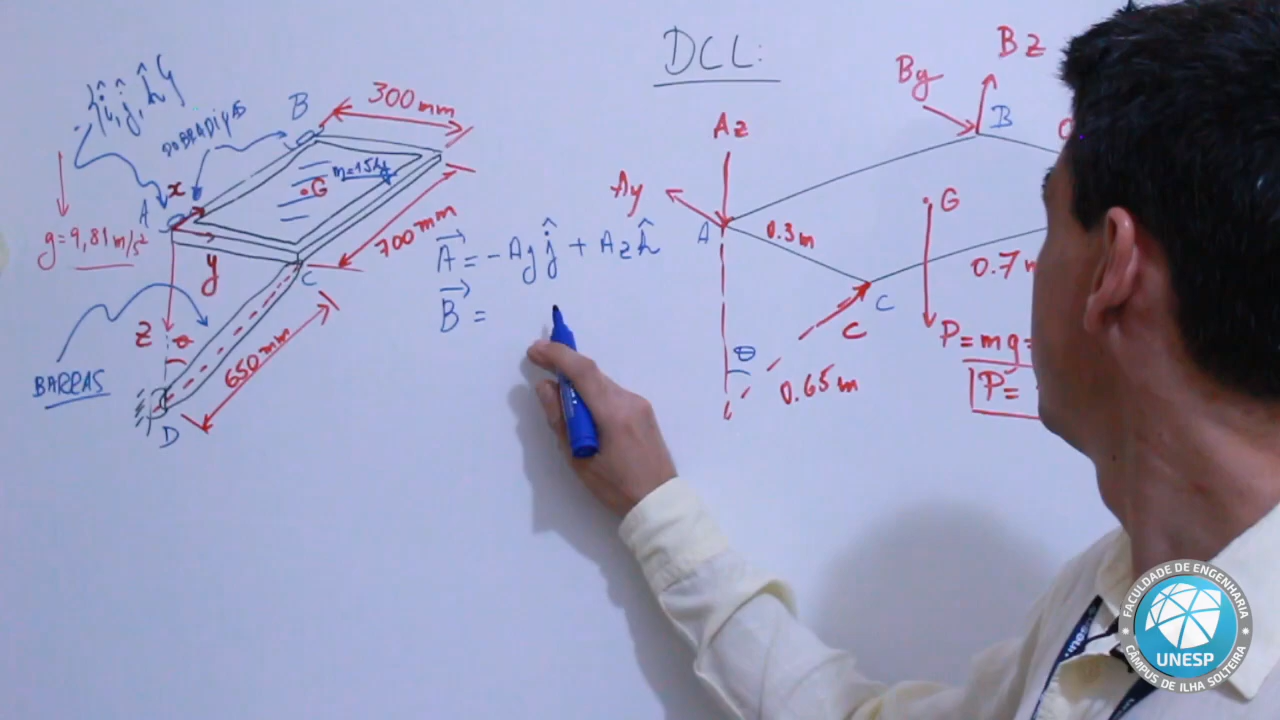 {î, ĵ, k̂}
DOBRADIÇAS
B
300 mm
m=15kg
G
x
A
g=9,81 m/s²
y
700 mm
C
z
θ
650 mm
BARRAS
D
A⃗ = - Ay ĵ + Az k̂
B⃗ =
DCL:
Bz
By
B
Az
Ay
A
0.3m
G
C
C
0.7
θ
0.65 m
P=mg=
P=
FACULDADE DE ENGENHARIA
UNESP
CÂMPUS DE ILHA SOLTEIRA